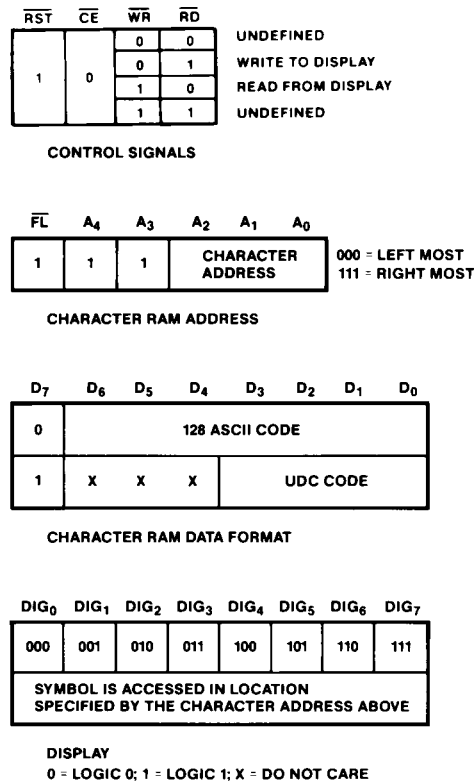 RST CE WR RD
0 0 UNDEFINED
0 1 WRITE TO DISPLAY
1 0 1 0 READ FROM DISPLAY
1 1 UNDEFINED
CONTROL SIGNALS
FL A4 A3 A2 A1 A0
1 1 1 CHARACTER ADDRESS 000 = LEFT MOST
111 = RIGHT MOST
CHARACTER RAM ADDRESS
D7 D6 D5 D4 D3 D2 D1 D0
0 128 ASCII CODE
1 X X X UDC CODE
CHARACTER RAM DATA FORMAT
DIG0 DIG1 DIG2 DIG3 DIG4 DIG5 DIG6 DIG7
000 001 010 011 100 101 110 111
SYMBOL IS ACCESSED IN LOCATION
SPECIFIED BY THE CHARACTER ADDRESS ABOVE
DISPLAY
0 = LOGIC 0; 1 = LOGIC 1; X = DO NOT CARE